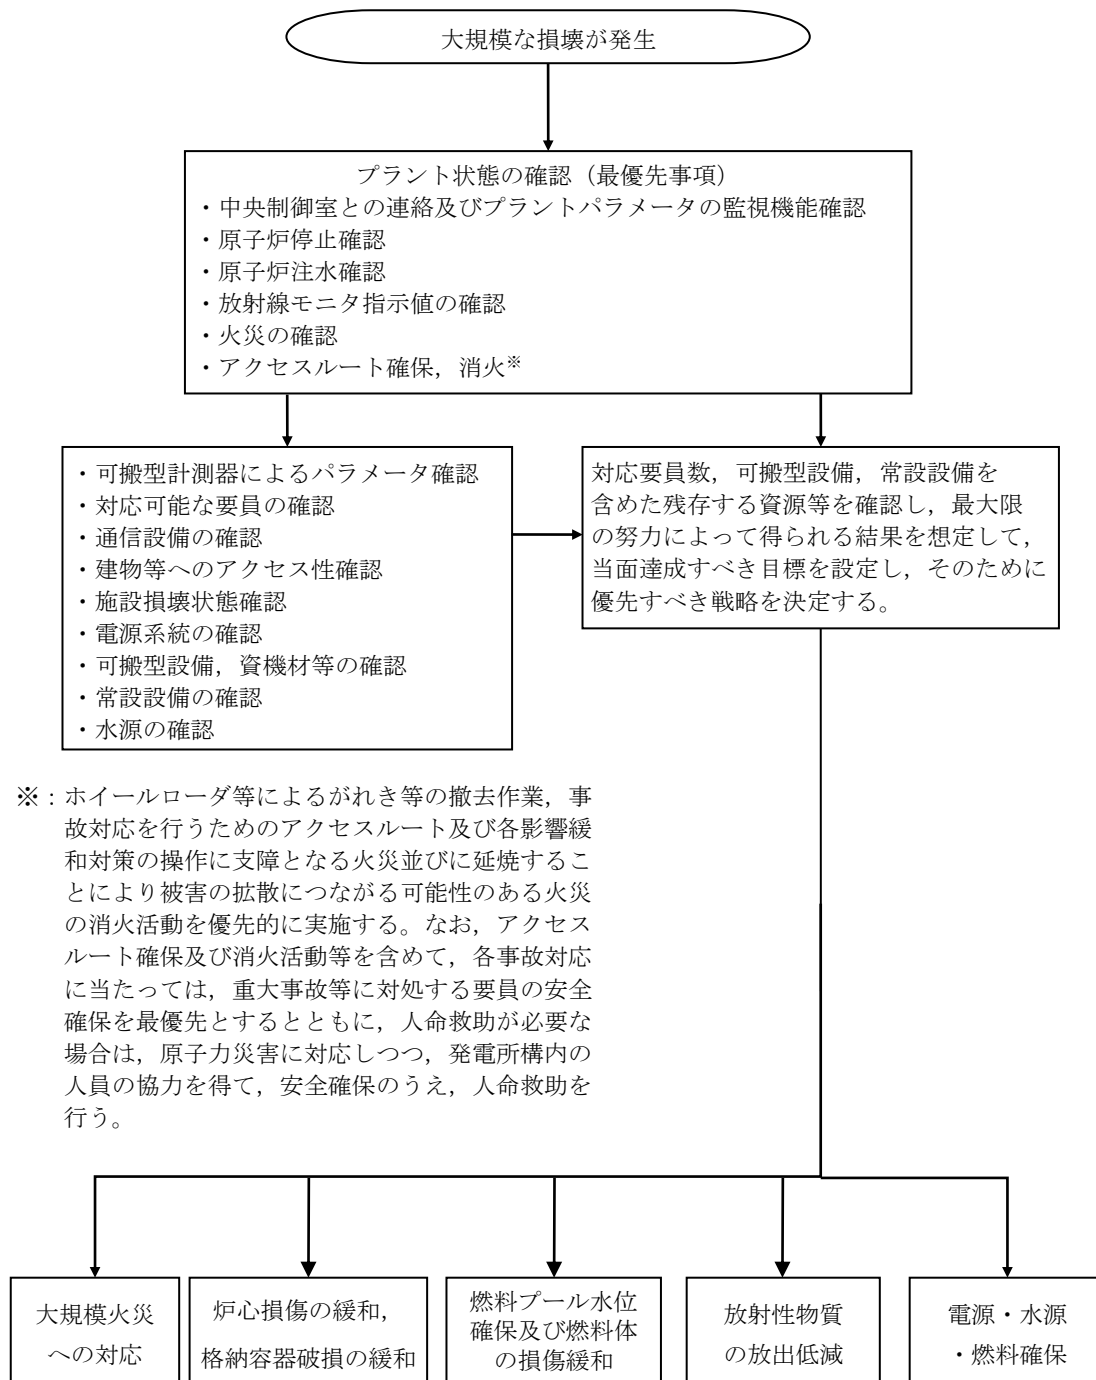 大規模な損壊が発生
プラント状態の確認（最優先事項）
・中央制御室との連絡及びプラントパラメータの監視機能確認
・原子炉停止確認
・原子炉注水確認
・放射線モニタ指示値の確認
・火災の確認
・アクセスルート確保，消火※
・可搬型計測器によるパラメータ確認
・対応可能な要員の確認
・通信設備の確認
・建物等へのアクセス性確認
・施設損壊状態確認
・電源系統の確認
・可搬型設備，資機材等の確認
・常設設備の確認
・水源の確認
対応要員数，可搬型設備，常設設備を
含めた残存する資源等を確認し，最大限
の努力によって得られる結果を想定して，
当面達成すべき目標を設定し，そのために
優先すべき戦略を決定する。
※：ホイールローダ等によるがれき等の撤去作業，事
故対応を行うためのアクセスルート及び各影響緩
和対策の操作に支障となる火災並びに延焼するこ
とにより被害の拡散につながる可能性のある火災
の消火活動を優先的に実施する。なお，アクセス
ルート確保及び消火活動等を含めて，各事故対応
に当たっては，重大事故等に対処する要員の安全
確保を最優先とするとともに，人命救助が必要な
場合は，原子力災害に対応しつつ，発電所構内の
人員の協力を得て，安全確保のうえ，人命救助を
行う。
大規模火災
への対応
炉心損傷の緩和，
格納容器破損の緩和
燃料プール水位
確保及び燃料体
の損傷緩和
放射性物質
の放出低減
電源・水源
・燃料確保